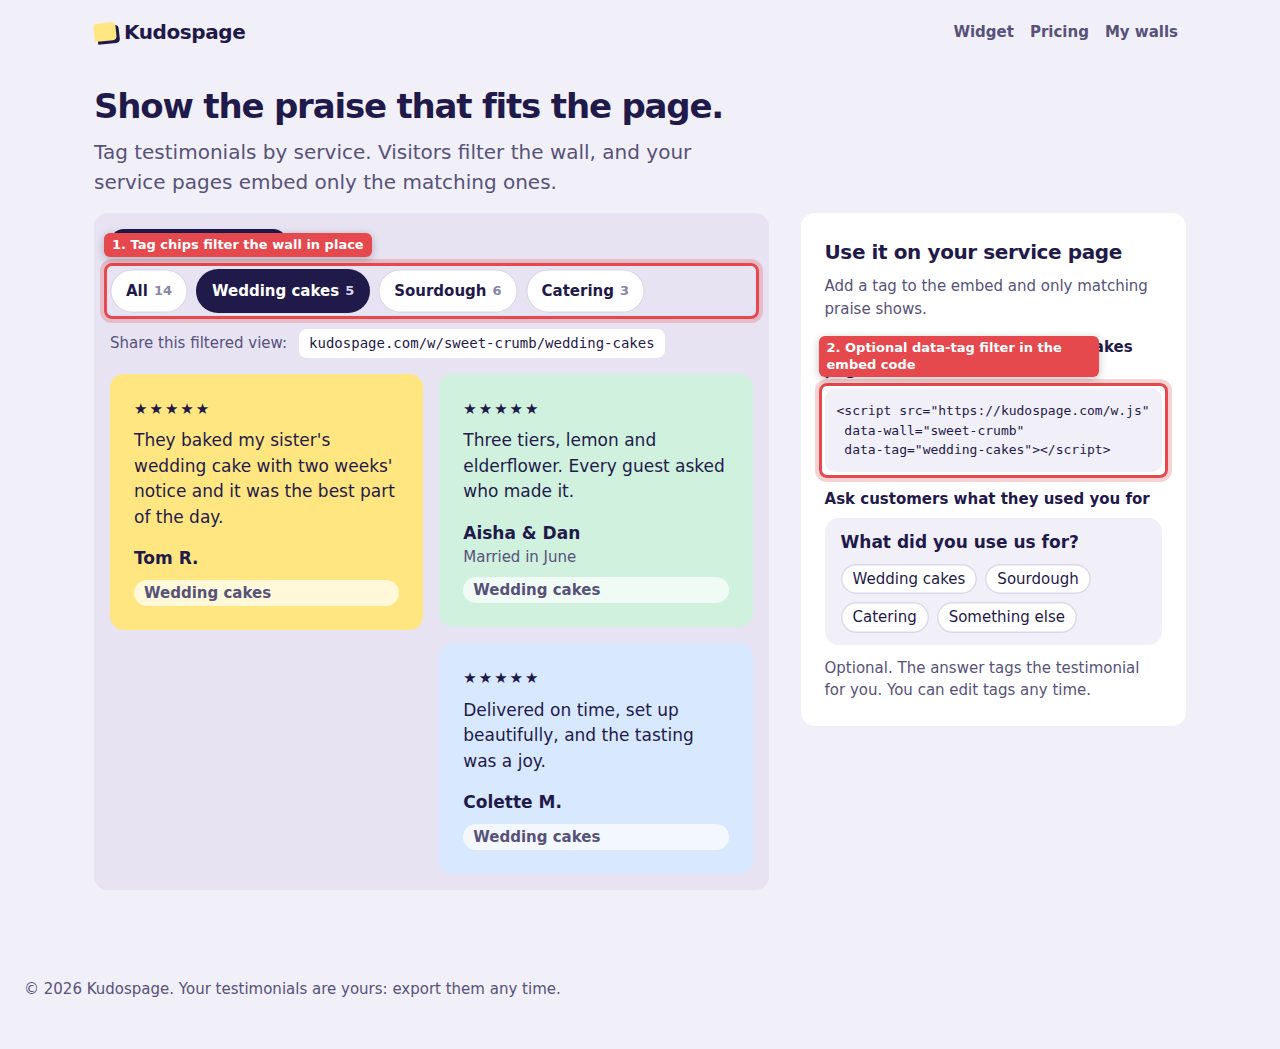 Kudospage
Widget Pricing My walls
Show the praise that fits the page.
Tag testimonials by service. Visitors filter the wall, and your
service pages embed only the matching ones.
1. Tag chips filter the wall in place
All 14 Wedding cakes 5 Sourdough 6 Catering 3
Share this filtered view: kudospage.com/w/sweet-crumb/wedding-cakes
★★★★★
They baked my sister's
wedding cake with two weeks'
notice and it was the best part
of the day.
Tom R.
Wedding cakes
★★★★★
Three tiers, lemon and
elderflower. Every guest asked
who made it.
Aisha & Dan
Married in June
Wedding cakes
★★★★★
Delivered on time, set up
beautifully, and the tasting
was a joy.
Colette M.
Wedding cakes
Use it on your service page
Add a tag to the embed and only matching
praise shows.
2. Optional data-tag filter in the
embed code
<script src="https://kudospage.com/w.js"
data-wall="sweet-crumb"
data-tag="wedding-cakes"></script>
Ask customers what they used you for
What did you use us for?
Wedding cakes Sourdough
Catering Something else
Optional. The answer tags the testimonial
for you. You can edit tags any time.
© 2026 Kudospage. Your testimonials are yours: export them any time.